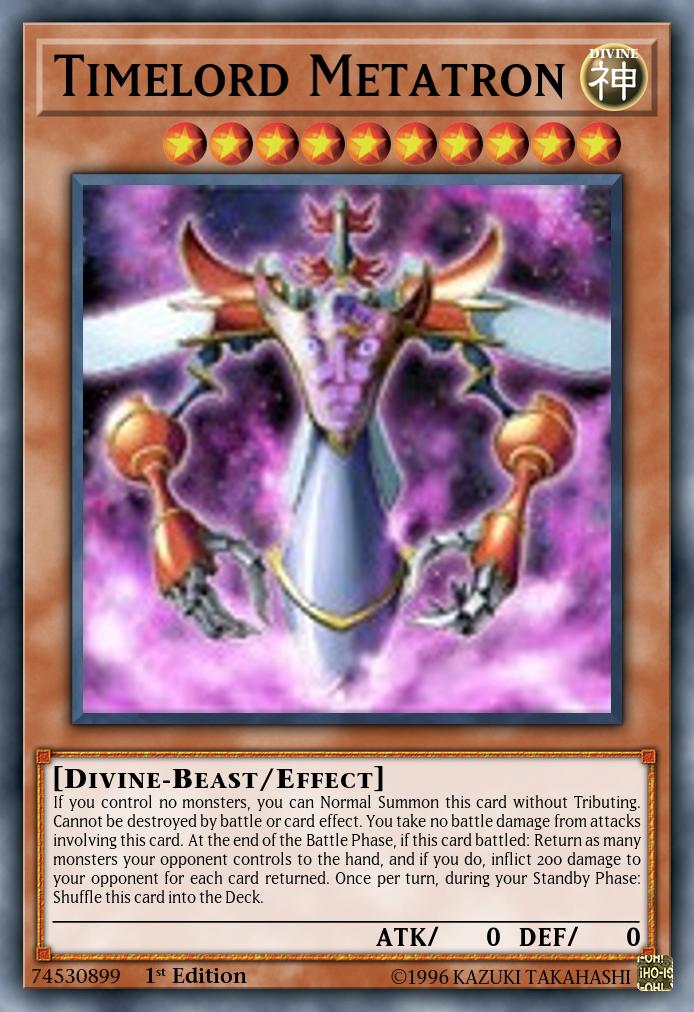 Timelord Metatron
DIVINE
神
[Divine-Beast/Effect]
If you control no monsters, you can Normal Summon this card without Tributing.
Cannot be destroyed by battle or card effect. You take no battle damage from attacks
involving this card. At the end of the Battle Phase, if this card battled: Return as many
monsters your opponent controls to the hand, and if you do, inflict 200 damage to
your opponent for each card returned. Once per turn, during your Standby Phase:
Shuffle this card into the Deck.
ATK/ 0 DEF/ 0
74530899 1st Edition ©1996 KAZUKI TAKAHASHI